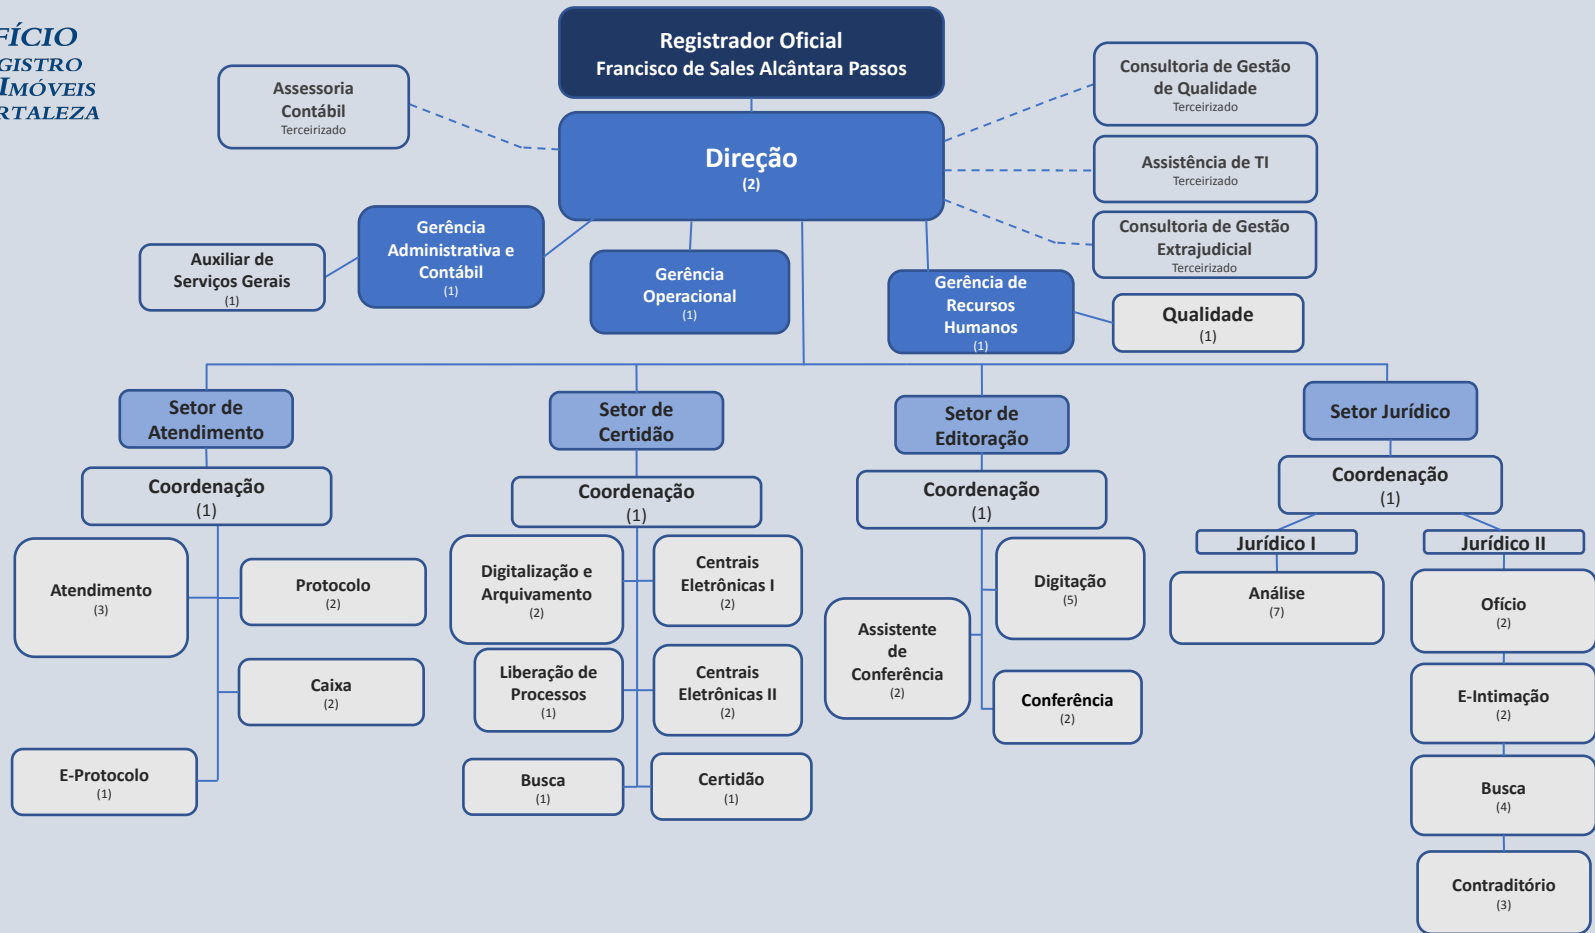 FÍCIO
GISTRO
IMÓVEIS
RTALEZA
Registrador Oficial
Francisco de Sales Alcântara Passos
Assessoria
Contábil
Terceirizado
Consultoria de Gestão
de Qualidade
Terceirizado
Direção
(2)
Assistência de TI
Terceirizado
Consultoria de Gestão
Extrajudicial
Terceirizado
Auxiliar de
Serviços Gerais
(1)
Gerência
Administrativa e
Contábil
(1)
Gerência
Operacional
(1)
Gerência de
Recursos
Humanos
(1)
Qualidade
(1)
Setor de
Atendimento
Setor de
Certidão
Setor de
Editoração
Setor Jurídico
Coordenação
(1)
Coordenação
(1)
Coordenação
(1)
Coordenação
(1)
Jurídico I
Jurídico II
Atendimento
(3)
Protocolo
(2)
Caixa
(2)
E-Protocolo
(1)
Digitalização e
Arquivamento
(2)
Centrais
Eletrônicas I
(2)
Liberação de
Processos
(1)
Centrais
Eletrônicas II
(2)
Busca
(1)
Certidão
(1)
Digitação
(5)
Assistente
de
Conferência
(2)
Conferência
(2)
Análise
(7)
Ofício
(2)
E-Intimação
(2)
Busca
(4)
Contraditório
(3)